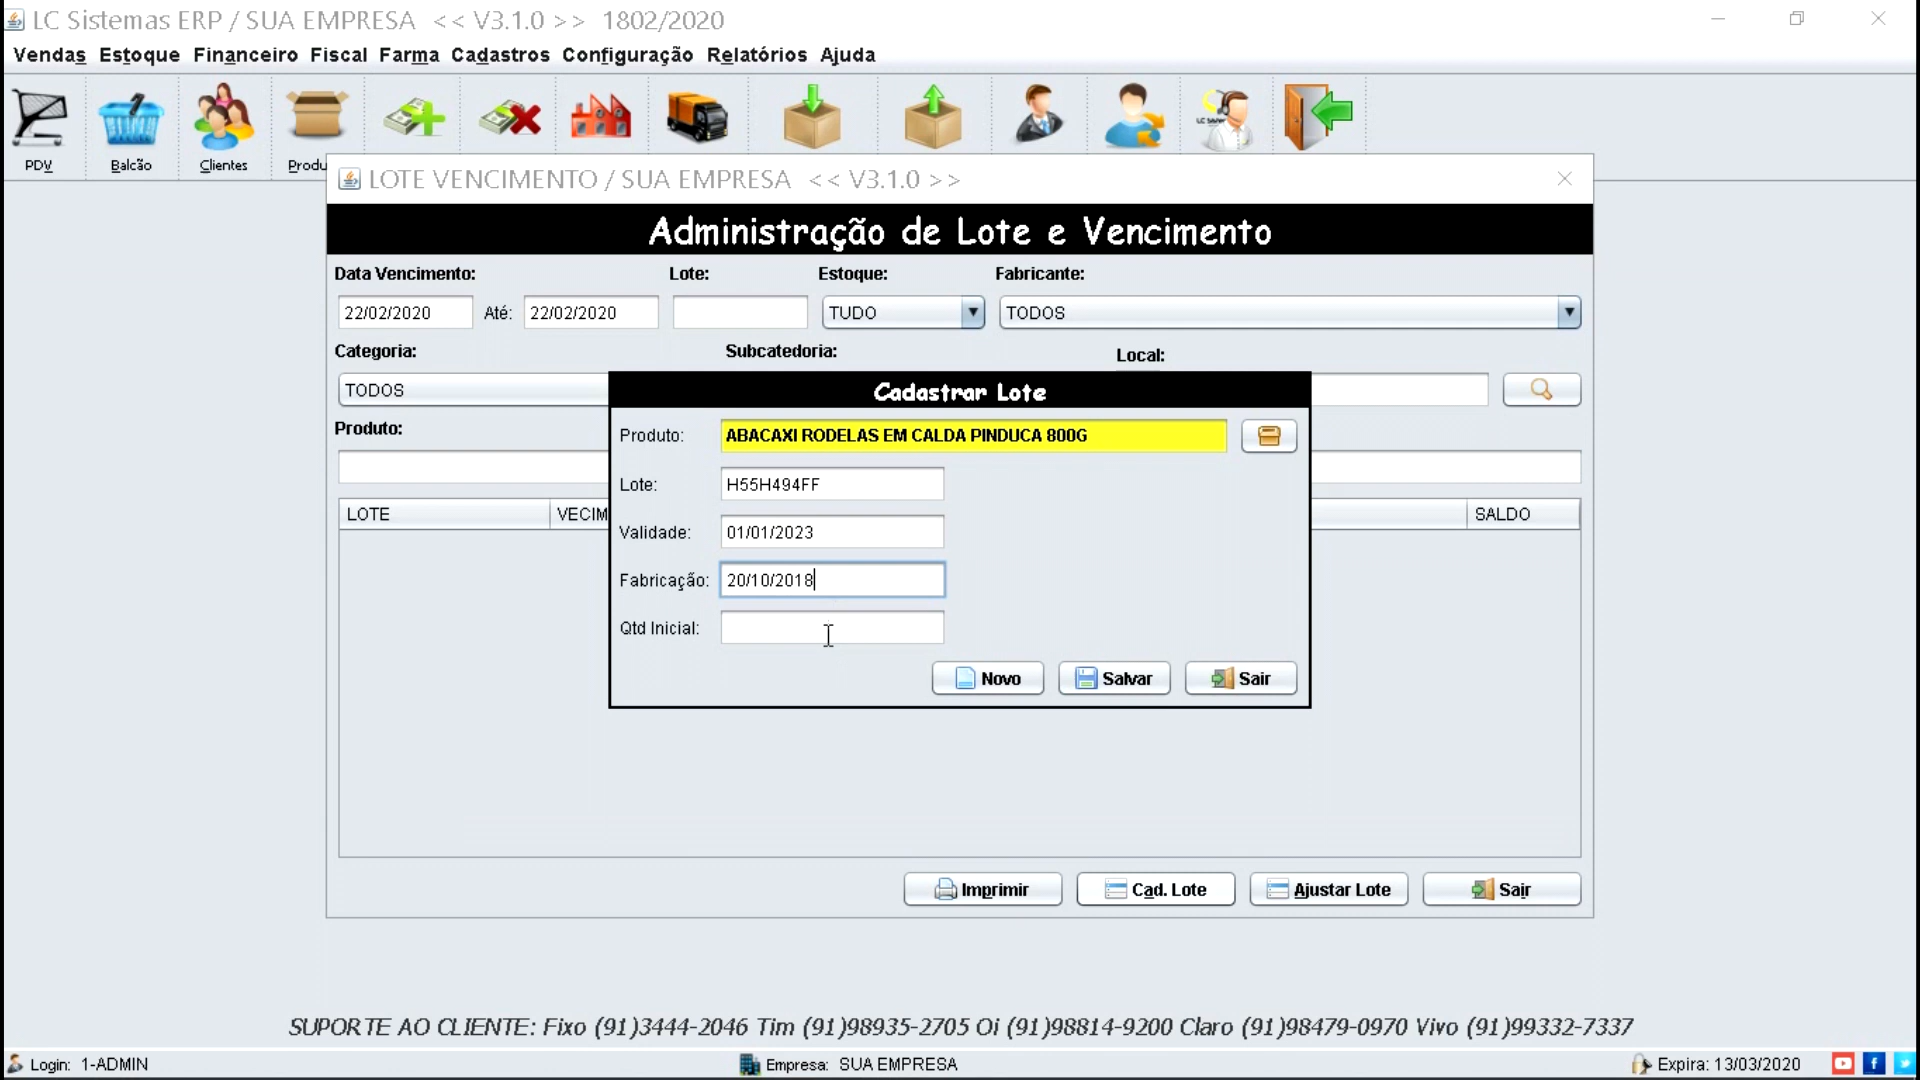 LC Sistemas ERP / SUA EMPRESA << V3.1.0 >> 1802/2020
Vendas Estoque Financeiro Fiscal Farma Cadastros Configuração Relatórios Ajuda
PDV Balcão Clientes Produ
LOTE VENCIMENTO / SUA EMPRESA << V3.1.0 >>
Administração de Lote e Vencimento
Data Vencimento: Lote: Estoque: Fabricante:
22/02/2020 Até: 22/02/2020 TUDO TODOS
Categoria: Subcatedoria: Local:
TODOS
Cadastrar Lote
Produto:
Produto: ABACAXI RODELAS EM CALDA PINDUCA 800G
Lote: H55H494FF
LOTE VECIM SALDO
Validade: 01/01/2023
Fabricação: 20/10/2018
Qtd Inicial:
Novo Salvar Sair
Imprimir Cad. Lote Ajustar Lote Sair
SUPORTE AO CLIENTE: Fixo (91)3444-2046 Tim (91)98935-2705 Oi (91)98814-9200 Claro (91)98479-0970 Vivo (91)99332-7337
Login: 1-ADMIN Empresa: SUA EMPRESA Expira: 13/03/2020